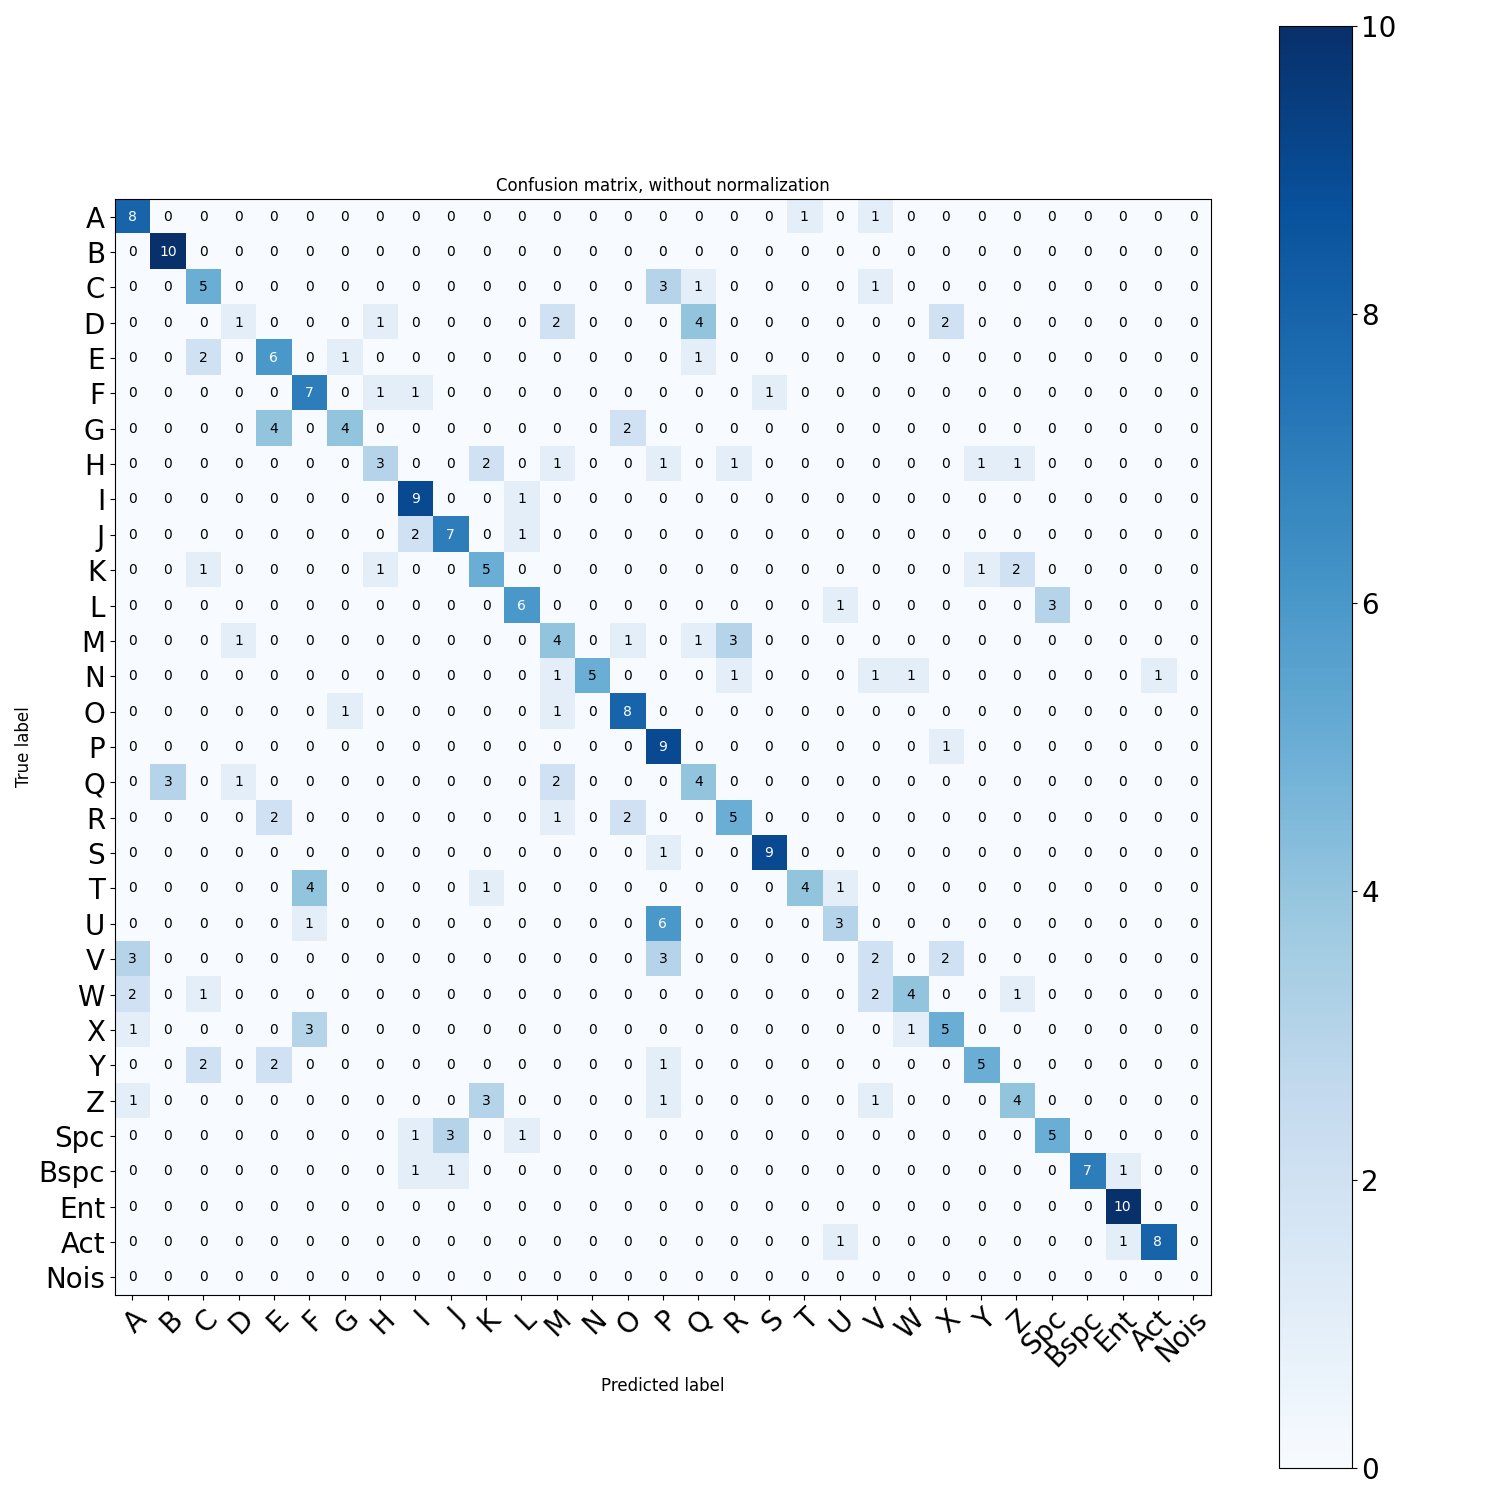 Confusion matrix, without normalization
A 8 0 0 0 0 0 0 0 0 0 0 0 0 0 0 0 0 0 0 1 0 1 0 0 0 0 0 0 0 0 0
B 0 10 0 0 0 0 0 0 0 0 0 0 0 0 0 0 0 0 0 0 0 0 0 0 0 0 0 0 0 0 0
C 0 0 5 0 0 0 0 0 0 0 0 0 0 0 0 3 1 0 0 0 0 1 0 0 0 0 0 0 0 0 0
D 0 0 0 1 0 0 0 1 0 0 0 0 2 0 0 0 4 0 0 0 0 0 0 2 0 0 0 0 0 0 0
E 0 0 2 0 6 0 1 0 0 0 0 0 0 0 0 0 1 0 0 0 0 0 0 0 0 0 0 0 0 0 0
F 0 0 0 0 0 7 0 1 1 0 0 0 0 0 0 0 0 0 1 0 0 0 0 0 0 0 0 0 0 0 0
G 0 0 0 0 4 0 4 0 0 0 0 0 0 0 2 0 0 0 0 0 0 0 0 0 0 0 0 0 0 0 0
H 0 0 0 0 0 0 0 3 0 0 2 0 1 0 0 1 0 1 0 0 0 0 0 0 1 1 0 0 0 0 0
I 0 0 0 0 0 0 0 0 9 0 0 1 0 0 0 0 0 0 0 0 0 0 0 0 0 0 0 0 0 0 0
J 0 0 0 0 0 0 0 0 2 7 0 1 0 0 0 0 0 0 0 0 0 0 0 0 0 0 0 0 0 0 0
K 0 0 1 0 0 0 0 1 0 0 5 0 0 0 0 0 0 0 0 0 0 0 0 0 1 2 0 0 0 0 0
L 0 0 0 0 0 0 0 0 0 0 0 6 0 0 0 0 0 0 0 0 1 0 0 0 0 0 3 0 0 0 0
M 0 0 0 1 0 0 0 0 0 0 0 0 4 0 1 0 1 3 0 0 0 0 0 0 0 0 0 0 0 0 0
N 0 0 0 0 0 0 0 0 0 0 0 0 1 5 0 0 0 1 0 0 0 1 1 0 0 0 0 0 0 1 0
O 0 0 0 0 0 0 1 0 0 0 0 0 1 0 8 0 0 0 0 0 0 0 0 0 0 0 0 0 0 0 0
P 0 0 0 0 0 0 0 0 0 0 0 0 0 0 0 9 0 0 0 0 0 0 0 1 0 0 0 0 0 0 0
Q 0 3 0 1 0 0 0 0 0 0 0 0 2 0 0 0 4 0 0 0 0 0 0 0 0 0 0 0 0 0 0
R 0 0 0 0 2 0 0 0 0 0 0 0 1 0 2 0 0 5 0 0 0 0 0 0 0 0 0 0 0 0 0
S 0 0 0 0 0 0 0 0 0 0 0 0 0 0 0 1 0 0 9 0 0 0 0 0 0 0 0 0 0 0 0
T 0 0 0 0 0 4 0 0 0 0 1 0 0 0 0 0 0 0 0 4 1 0 0 0 0 0 0 0 0 0 0
U 0 0 0 0 0 1 0 0 0 0 0 0 0 0 0 6 0 0 0 0 3 0 0 0 0 0 0 0 0 0 0
V 3 0 0 0 0 0 0 0 0 0 0 0 0 0 0 3 0 0 0 0 0 2 0 2 0 0 0 0 0 0 0
W 2 0 1 0 0 0 0 0 0 0 0 0 0 0 0 0 0 0 0 0 0 2 4 0 0 1 0 0 0 0 0
X 1 0 0 0 0 3 0 0 0 0 0 0 0 0 0 0 0 0 0 0 0 0 1 5 0 0 0 0 0 0 0
Y 0 0 2 0 2 0 0 0 0 0 0 0 0 0 0 1 0 0 0 0 0 0 0 0 5 0 0 0 0 0 0
Z 1 0 0 0 0 0 0 0 0 0 3 0 0 0 0 1 0 0 0 0 0 1 0 0 0 4 0 0 0 0 0
Spc 0 0 0 0 0 0 0 0 1 3 0 1 0 0 0 0 0 0 0 0 0 0 0 0 0 0 5 0 0 0 0
Bspc 0 0 0 0 0 0 0 0 1 1 0 0 0 0 0 0 0 0 0 0 0 0 0 0 0 0 0 7 1 0 0
Ent 0 0 0 0 0 0 0 0 0 0 0 0 0 0 0 0 0 0 0 0 0 0 0 0 0 0 0 0 10 0 0
Act 0 0 0 0 0 0 0 0 0 0 0 0 0 0 0 0 0 0 0 0 1 0 0 0 0 0 0 0 1 8 0
Nois 0 0 0 0 0 0 0 0 0 0 0 0 0 0 0 0 0 0 0 0 0 0 0 0 0 0 0 0 0 0 0
A B C D E F G H I J K L M N O P Q R S T U V W X Y Z Spc Bspc Ent Act Nois
Predicted label
True label
10
8
6
4
2
0